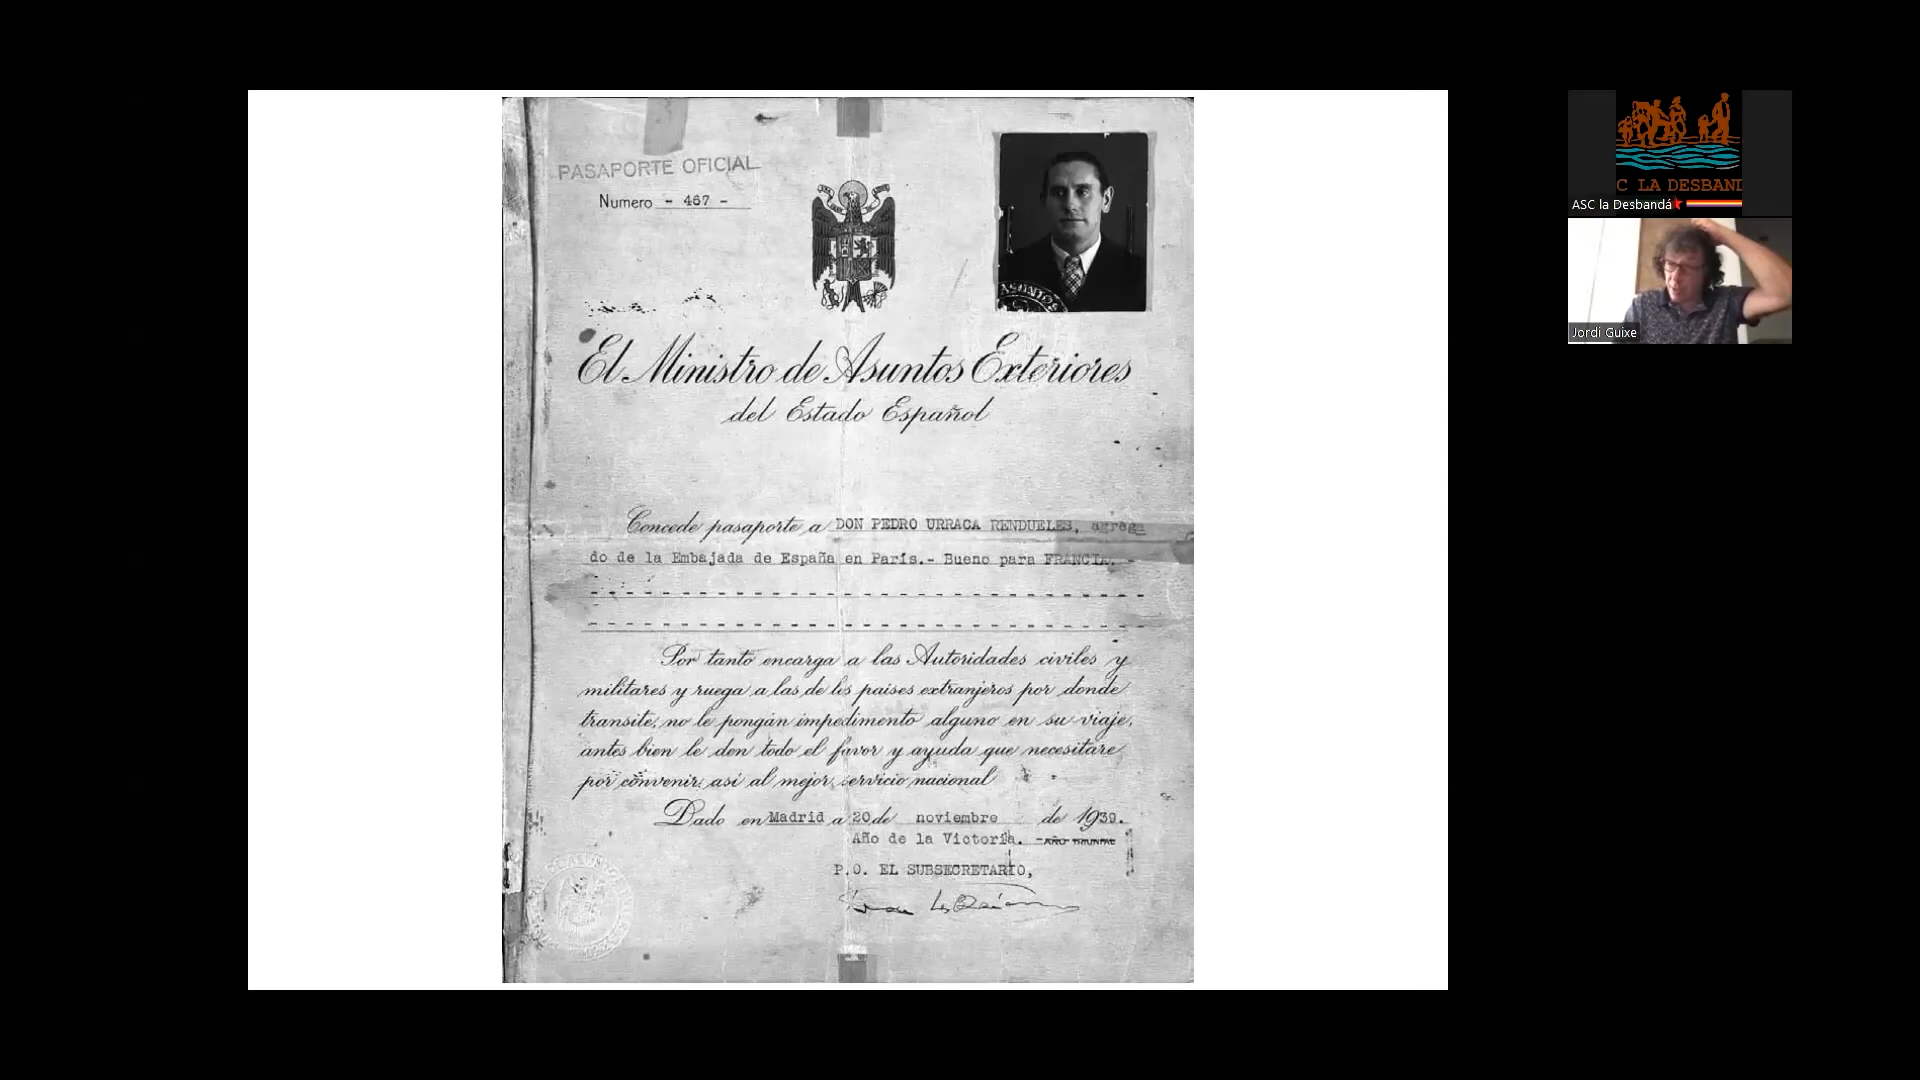 PASAPORTE OFICIAL
Numero - 467 -
El Ministro de Asuntos Exteriores
del Estado Español
Concede pasaporte a DON PEDRO URRACA RENDUELES, agrega
do de la Embajada de España en París.- Bueno para FRANCIA. -
Por tanto encarga a las Autoridades civiles y
militares y ruega a las de los paises extranjeros por donde
transite, no le pongan impedimento alguno en su viaje,
antes bien le den todo el favor y ayuda que necesitare
por convenir asi al mejor servicio nacional
Dado en Madrid a 20 de noviembre de 1939.
Año de la Victoria.
P.O. EL SUBSECRETARIO,
ASUNTOS
C LA DESBAND
ASC la Desbandá
Jordi Guixe